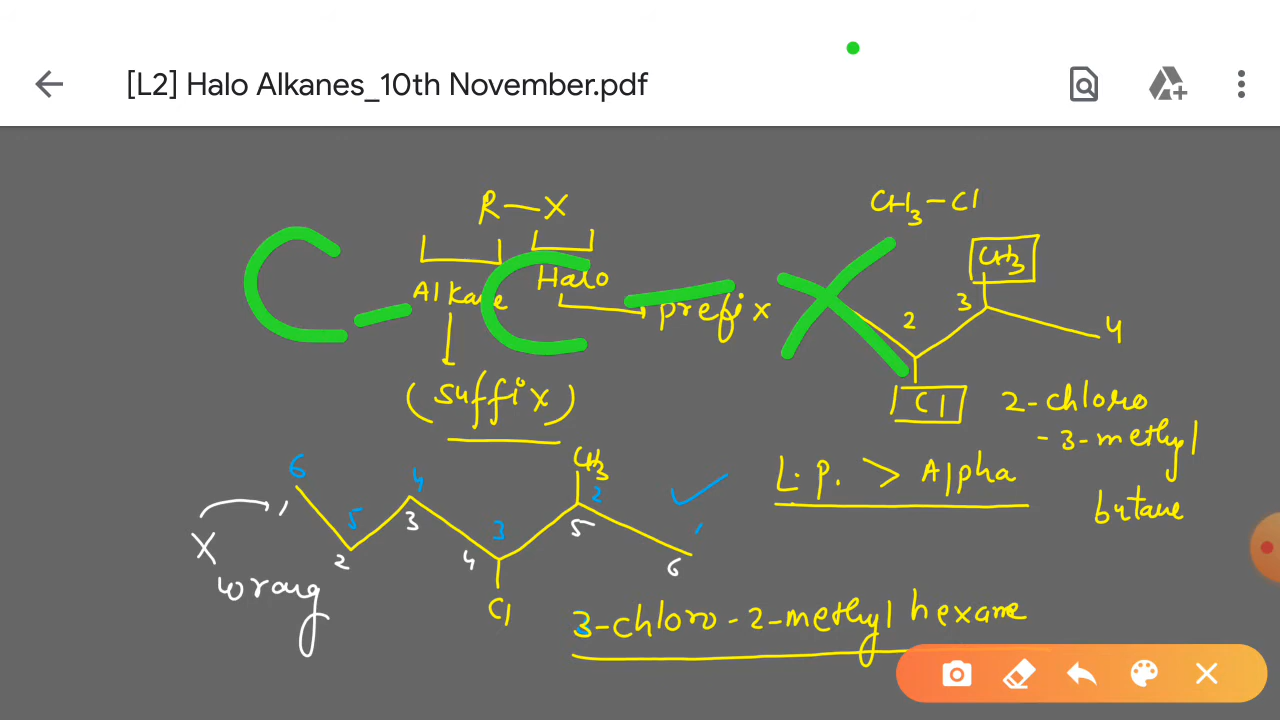 [L2] Halo Alkanes_10th November.pdf
R-X
CH3-Cl
C-C-X
Alkane
Halo
prefix
(suffix)
CH3
2
3
4
Cl
2-chloro
-3-methyl
butane
L.P. > Alpha
6
5
4
3
2
1
CH3
1
2
3
4
5
6
Cl
X
wrong
3-chloro-2-methyl hexane